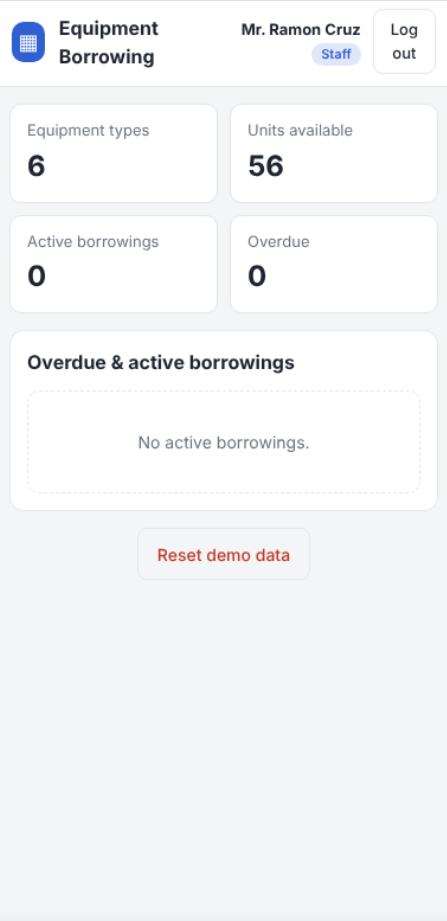 Equipment
Borrowing
Mr. Ramon Cruz
Staff
Log
out
Equipment types
6
Units available
56
Active borrowings
0
Overdue
0
Overdue & active borrowings
No active borrowings.
Reset demo data